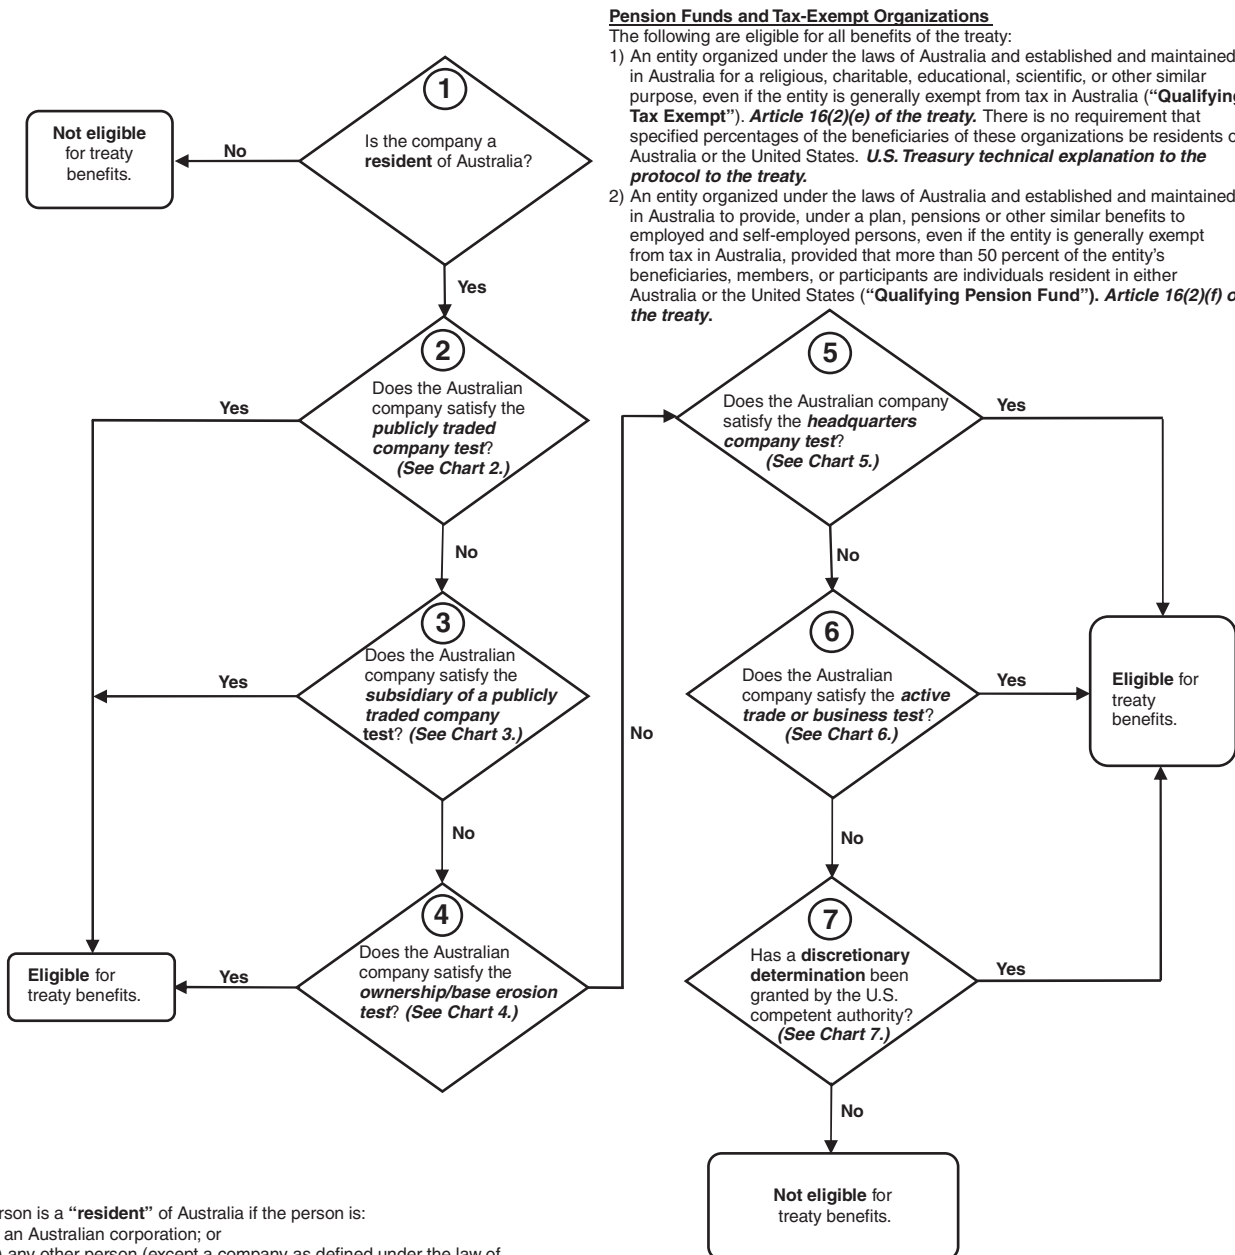 Pension Funds and Tax-Exempt Organizations
The following are eligible for all benefits of the treaty:
1) An entity organized under the laws of Australia and established and maintained
in Australia for a religious, charitable, educational, scientific, or other similar
purpose, even if the entity is generally exempt from tax in Australia (“Qualifying
Tax Exempt”). Article 16(2)(e) of the treaty. There is no requirement that
specified percentages of the beneficiaries of these organizations be residents
Australia or the United States. U.S. Treasury technical explanation to the
protocol to the treaty.
2) An entity organized under the laws of Australia and established and maintained
in Australia to provide, under a plan, pensions or other similar benefits to
employed and self-employed persons, even if the entity is generally exempt
from tax in Australia, provided that more than 50 percent of the entity’s
beneficiaries, members, or participants are individuals resident in either
Australia or the United States (“Qualifying Pension Fund”). Article 16(2)(f)
the treaty.
1
Is the company a
resident of Australia?
No
Not eligible
for treaty
benefits.
Yes
2
Does the Australian
company satisfy the
publicly traded
company test?
(See Chart 2.)
Yes
No
3
Does the Australian
company satisfy the
subsidiary of a publicly
traded company
test? (See Chart 3.)
Yes
No
4
Does the Australian
company satisfy the
ownership/base erosion
test? (See Chart 4.)
Yes
Eligible for
treaty benefits.
No
5
Does the Australian company
satisfy the headquarters
company test?
(See Chart 5.)
Yes
No
6
Does the Australian
company satisfy the active
trade or business test?
(See Chart 6.)
Yes
Eligible for
treaty
benefits.
No
7
Has a discretionary
determination been
granted by the U.S.
competent authority?
(See Chart 7.)
Yes
No
Not eligible for
treaty benefits.
erson is a “resident” of Australia if the person is:
an Australian corporation; or
any other person (except a company as defined under the law of